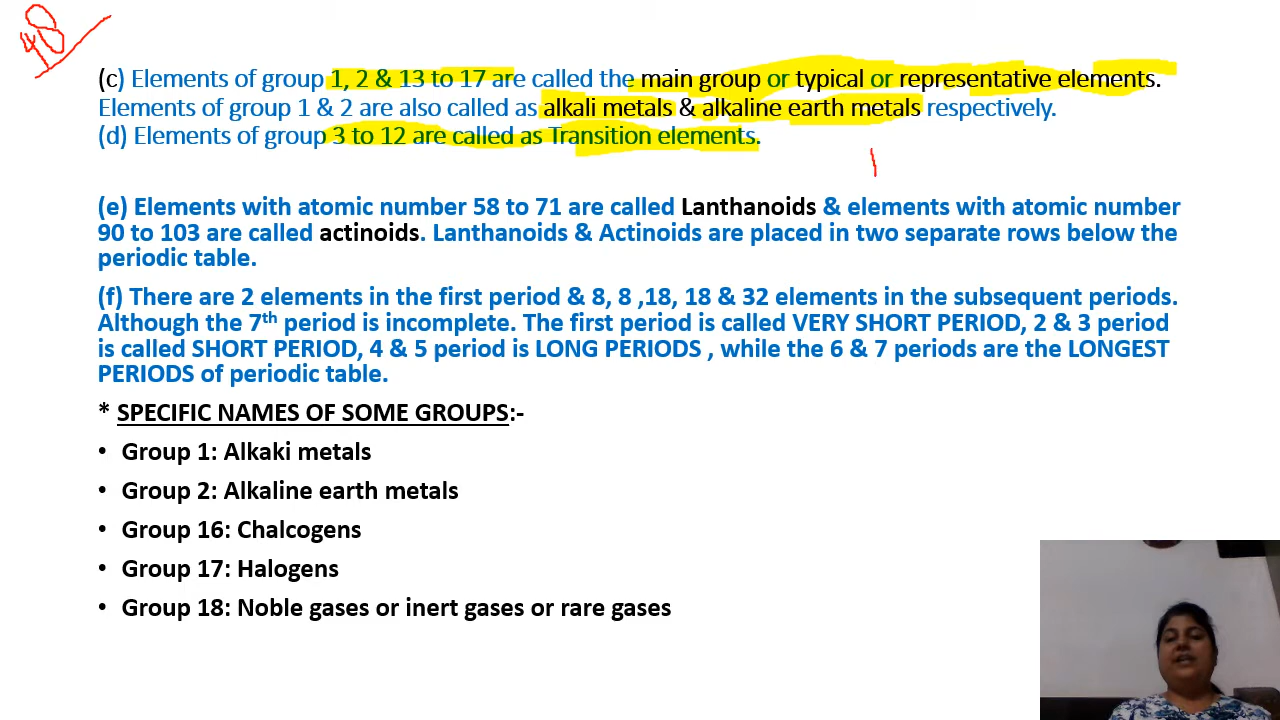 40
(c) Elements of group 1, 2 & 13 to 17 are called the main group or typical or representative elements.
Elements of group 1 & 2 are also called as alkali metals & alkaline earth metals respectively.
(d) Elements of group 3 to 12 are called as Transition elements.
(e) Elements with atomic number 58 to 71 are called Lanthanoids & elements with atomic number
90 to 103 are called actinoids. Lanthanoids & Actinoids are placed in two separate rows below the
periodic table.
(f) There are 2 elements in the first period & 8, 8 ,18, 18 & 32 elements in the subsequent periods.
Although the 7th period is incomplete. The first period is called VERY SHORT PERIOD, 2 & 3 period
is called SHORT PERIOD, 4 & 5 period is LONG PERIODS , while the 6 & 7 periods are the LONGEST
PERIODS of periodic table.
* SPECIFIC NAMES OF SOME GROUPS:-
• Group 1: Alkaki metals
• Group 2: Alkaline earth metals
• Group 16: Chalcogens
• Group 17: Halogens
• Group 18: Noble gases or inert gases or rare gases